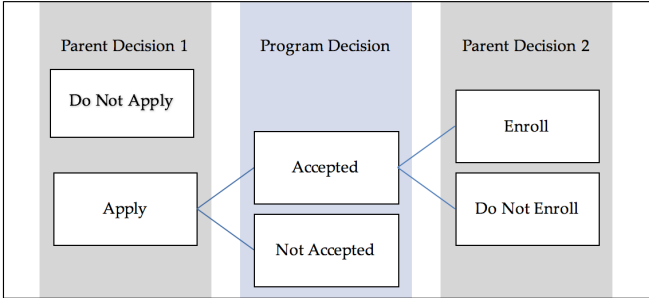 Parent Decision 1
Program Decision
Parent Decision 2
Do Not Apply
Apply
Accepted
Not Accepted
Enroll
Do Not Enroll